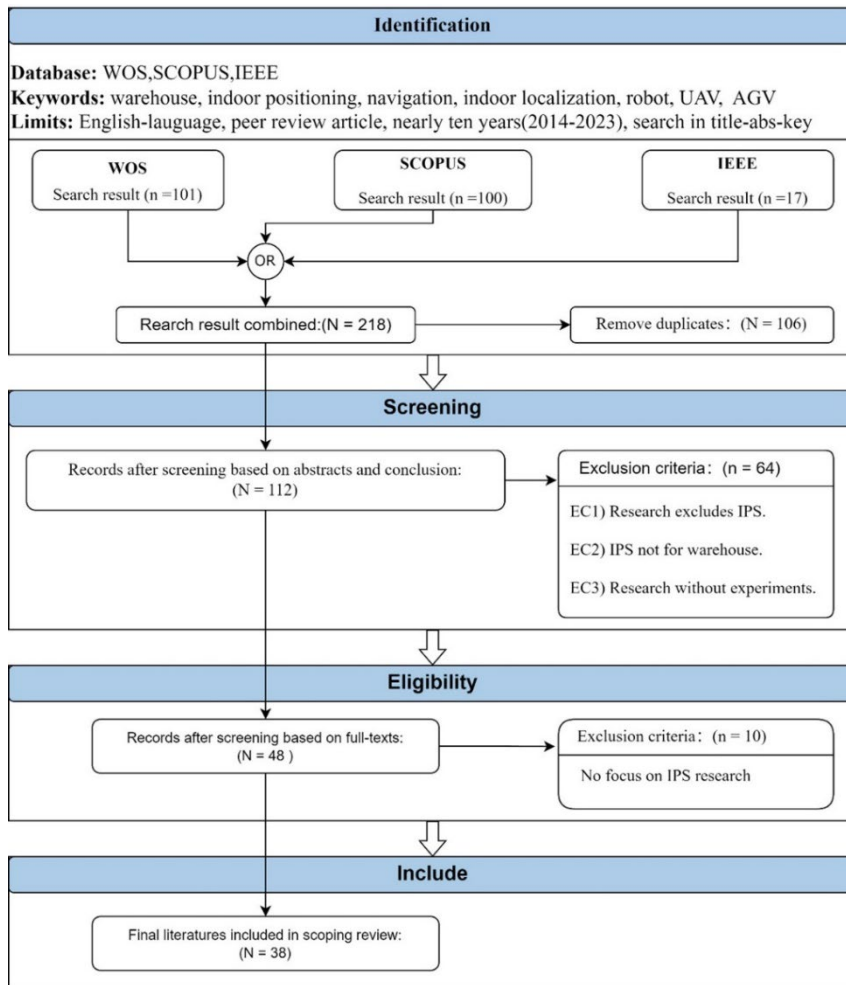 Identification
Database: WOS,SCOPUS,IEEE
Keywords: warehouse, indoor positioning, navigation, indoor localization, robot, UAV, AGV
Limits: English-lauguage, peer review article, nearly ten years(2014-2023), search in title-abs-key
WOS
Search result (n =101)
SCOPUS
Search result (n =100)
IEEE
Search result (n =17)
OR
Rearch result combined:(N = 218)
Remove duplicates: (N = 106)
Screening
Records after screening based on abstracts and conclusion:
(N = 112)
Exclusion criteria: (n = 64)
EC1) Research excludes IPS.
EC2) IPS not for warehouse.
EC3) Research without experiments.
Eligibility
Records after screening based on full-texts:
(N = 48 )
Exclusion criteria: (n = 10)
No focus on IPS research
Include
Final literatures included in scoping review:
(N = 38)